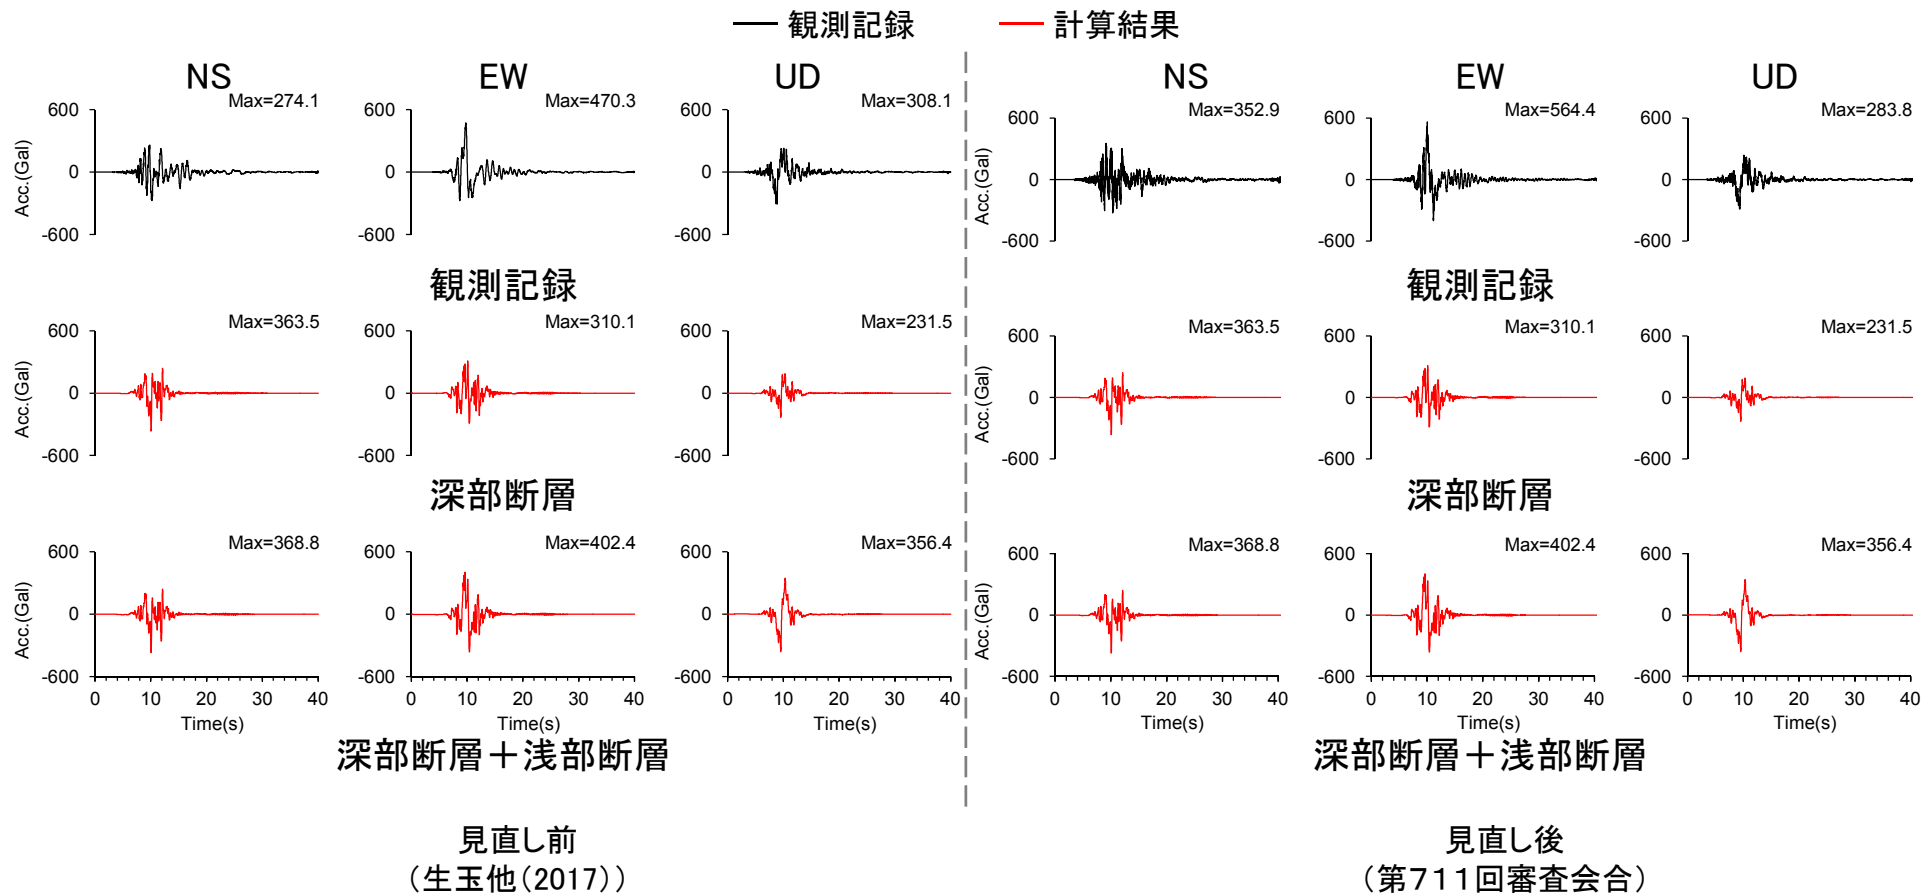 観測記録 計算結果
NS EW UD NS EW UD
Max=274.1 Max=470.3 Max=308.1 Max=352.9 Max=564.4 Max=283.8
600 600 600 600 600 600
Acc.(Gal) 0 0 0 Acc.(Gal) 0 0 0
-600 -600 -600 -600 -600 -600
観測記録 観測記録
Max=363.5 Max=310.1 Max=231.5 Max=363.5 Max=310.1 Max=231.5
600 600 600 600 600 600
Acc.(Gal) 0 0 0 Acc.(Gal) 0 0 0
-600 -600 -600 -600 -600 -600
深部断層 深部断層
Max=368.8 Max=402.4 Max=356.4 Max=368.8 Max=402.4 Max=356.4
600 600 600 600 600 600
Acc.(Gal) 0 0 0 Acc.(Gal) 0 0 0
-600 -600 -600 -600 -600 -600
0 10 20 30 40 0 10 20 30 40 0 10 20 30 40 0 10 20 30 40 0 10 20 30 40 0 10 20 30 40
Time(s) Time(s) Time(s) Time(s) Time(s) Time(s)
深部断層＋浅部断層 深部断層＋浅部断層
見直し前 見直し後
（生玉他（2017）） （第７１１回審査会合）